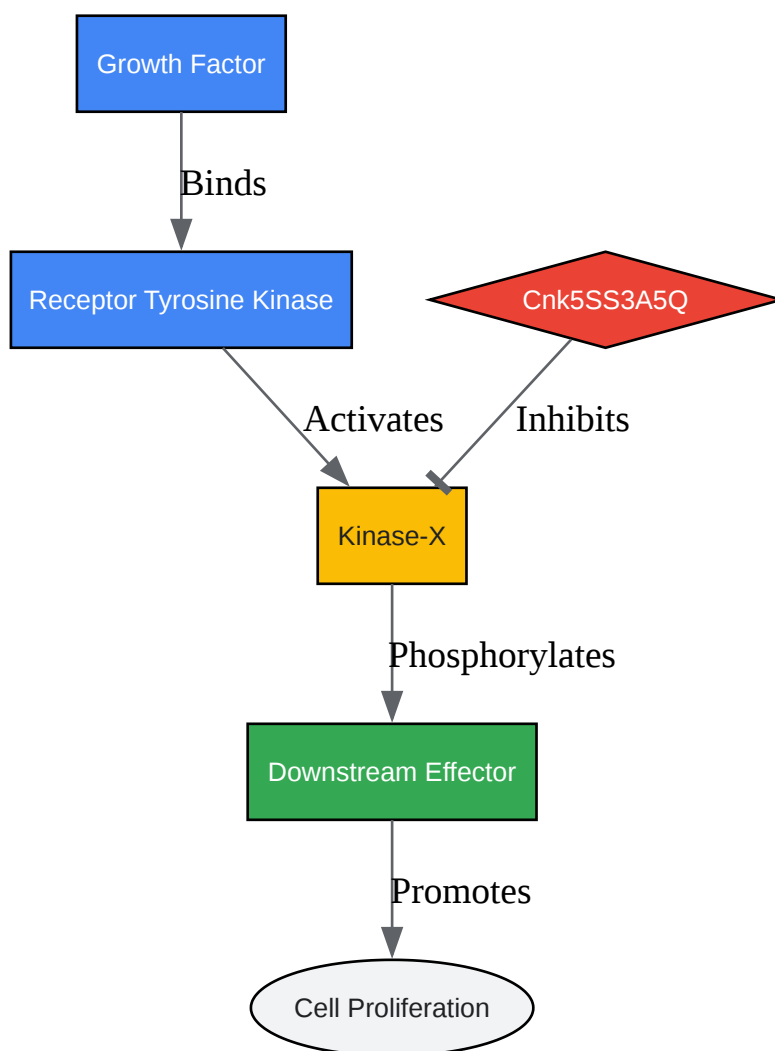 Growth Factor
Binds
Receptor Tyrosine Kinase
Cnk5SS3A5Q
Activates
Inhibits
Kinase-X
Phosphorylates
Downstream Effector
Promotes
Cell Proliferation